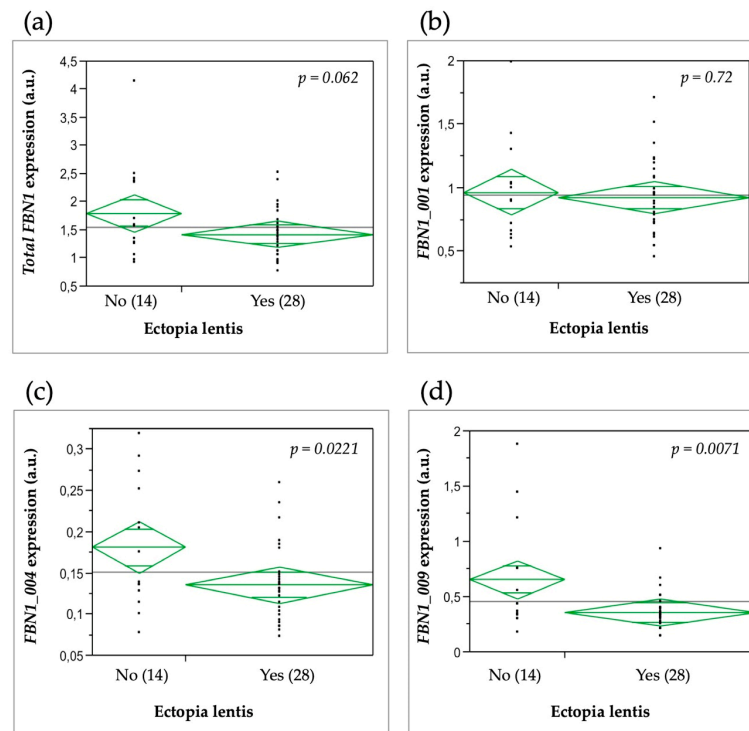 (a)
Total FBN1 expression (a.u.)
4,5
4
3,5
3
2,5
2
1,5
1
0,5
p = 0.062
No (14)
Yes (28)
Ectopia lentis
(b)
FBN1_001 expression (a.u.)
2
1,5
1
0,5
p = 0.72
No (14)
Yes (28)
Ectopia lentis
(c)
FBN1_004 expression (a.u.)
0,3
0,25
0,2
0,15
0,1
0,05
p = 0.0221
No (14)
Yes (28)
Ectopia lentis
(d)
FBN1_009 expression (a.u.)
2
1,5
1
0,5
0
p = 0.0071
No (14)
Yes (28)
Ectopia lentis